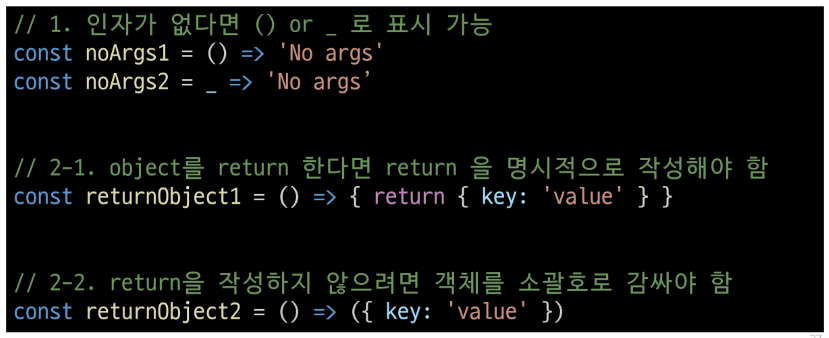 // 1. 인자가 없다면 () or _ 로 표시 가능
const noArgs1 = () => 'No args'
const noArgs2 = _ => 'No args’
// 2-1. object를 return 한다면 return 을 명시적으로 작성해야 함
const returnObject1 = () => { return { key: 'value' } }
// 2-2. return을 작성하지 않으려면 객체를 소괄호로 감싸야 함
const returnObject2 = () => ({ key: 'value' })